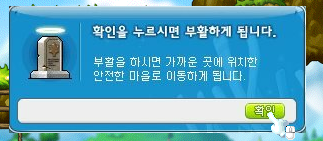 확인을 누르시면 부활하게 됩니다.
부활을 하시면 가까운 곳에 위치한
안전한 마을로 이동하게 됩니다.
확인